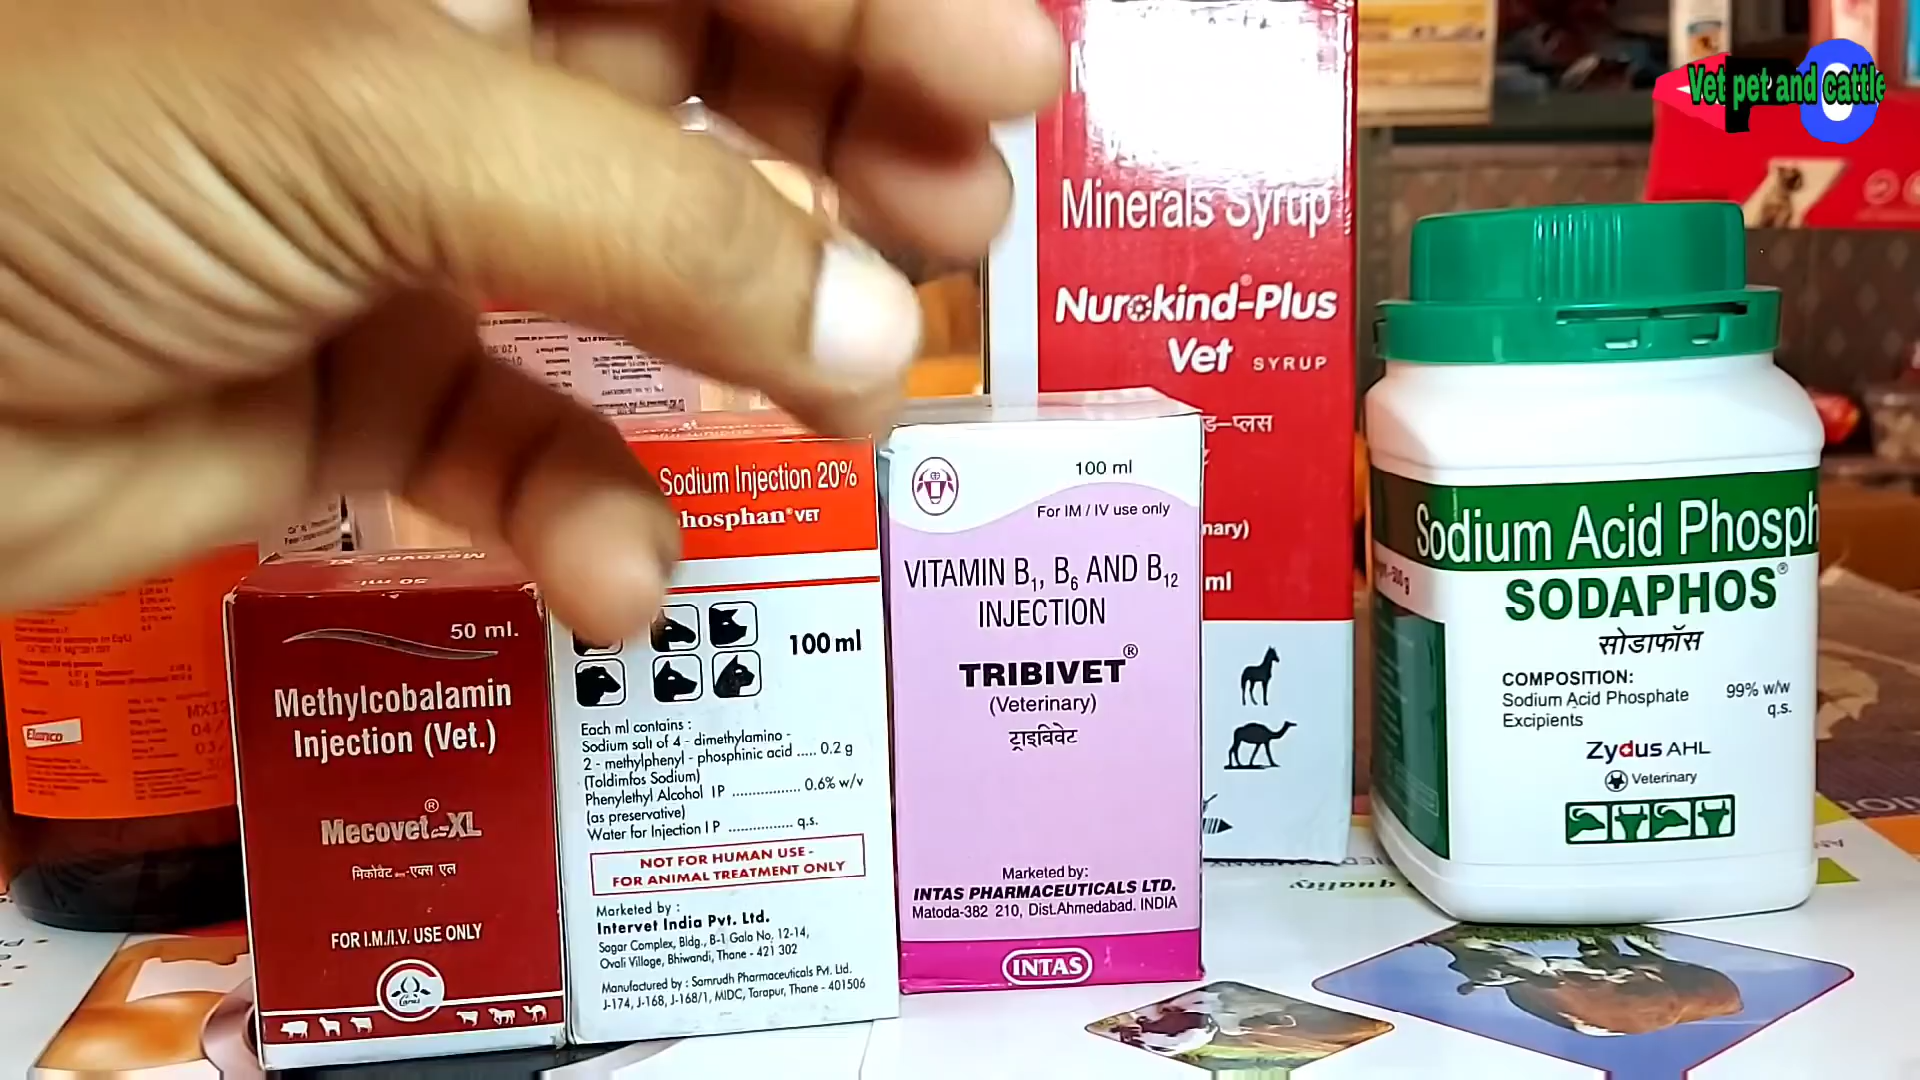 Vet pet and cattle
Minerals Syrup
Nurokind-Plus
Vet SYRUP
ड–प्लस
nary)
ml
Sodium Injection 20%
phosphan® VET
100 ml
Each ml contains :
Sodium salt of 4 - dimethylamino -
2 - methylphenyl - phosphinic acid ..... 0.2 g
(Toldimfos Sodium)
Phenylethyl Alcohol I P ................. 0.6% w/v
(as preservative)
Water for Injection I P ............... q.s.
NOT FOR HUMAN USE -
FOR ANIMAL TREATMENT ONLY
Marketed by :
Intervet India Pvt. Ltd.
Sagar Complex, Bldg., B-1 Gala No. 12-14,
Ovali Village, Bhiwandi, Thane - 421 302
Manufactured by : Samrudh Pharmaceuticals Pvt. Ltd.
J-174, J-168, J-168/1, MIDC, Tarapur, Thane - 401506
50 ml.
Methylcobalamin
Injection (Vet.)
Mecovet®-XL
मिकोवेट -एक्स एल
FOR I.M./I.V. USE ONLY
Elanco
100 ml
For IM / IV use only
VITAMIN B1, B6 AND B12
INJECTION
TRIBIVET®
(Veterinary)
ट्राइबिवेट
Marketed by:
INTAS PHARMACEUTICALS LTD.
Matoda-382 210, Dist.Ahmedabad. INDIA
INTAS
Sodium Acid Phosph
SODAPHOS®
सोडाफॉस
COMPOSITION:
Sodium Acid Phosphate 99% w/w
Excipients q.s.
Zydus AHL
Veterinary
quality